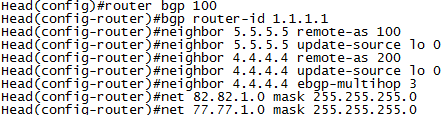 Head(config)#router bgp 100
Head(config-router)#bgp router-id 1.1.1.1
Head(config-router)#neighbor 5.5.5.5 remote-as 100
Head(config-router)#neighbor 5.5.5.5 update-source lo 0
Head(config-router)#neighbor 4.4.4.4 remote-as 200
Head(config-router)#neighbor 4.4.4.4 update-source lo 0
Head(config-router)#neighbor 4.4.4.4 ebgp-multihop 3
Head(config-router)#net 82.82.1.0 mask 255.255.255.0
Head(config-router)#net 77.77.1.0 mask 255.255.255.0